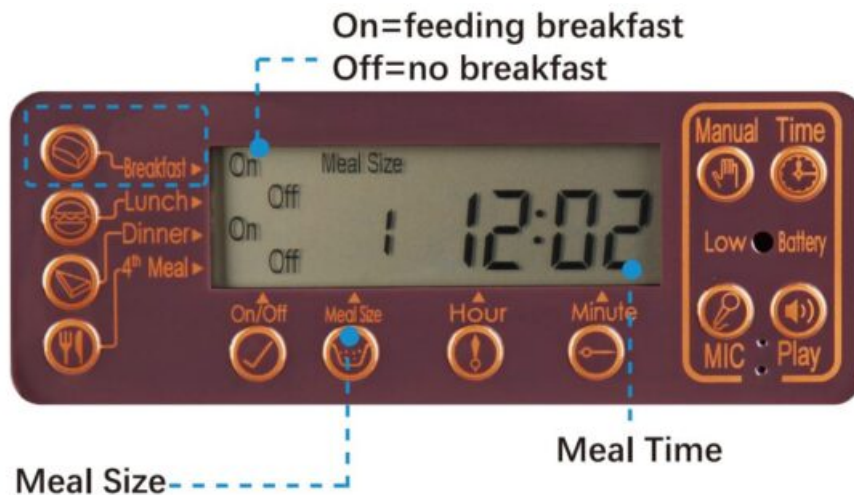 On=feeding breakfast
Off=no breakfast
Manual Time
Breakfast
On Meal Size
Lunch
Off
Dinner
On
1 12:02
4th Meal
Off
Low Battery
On/Off Meal Size Hour Minute
MIC Play
Meal Time
Meal Size